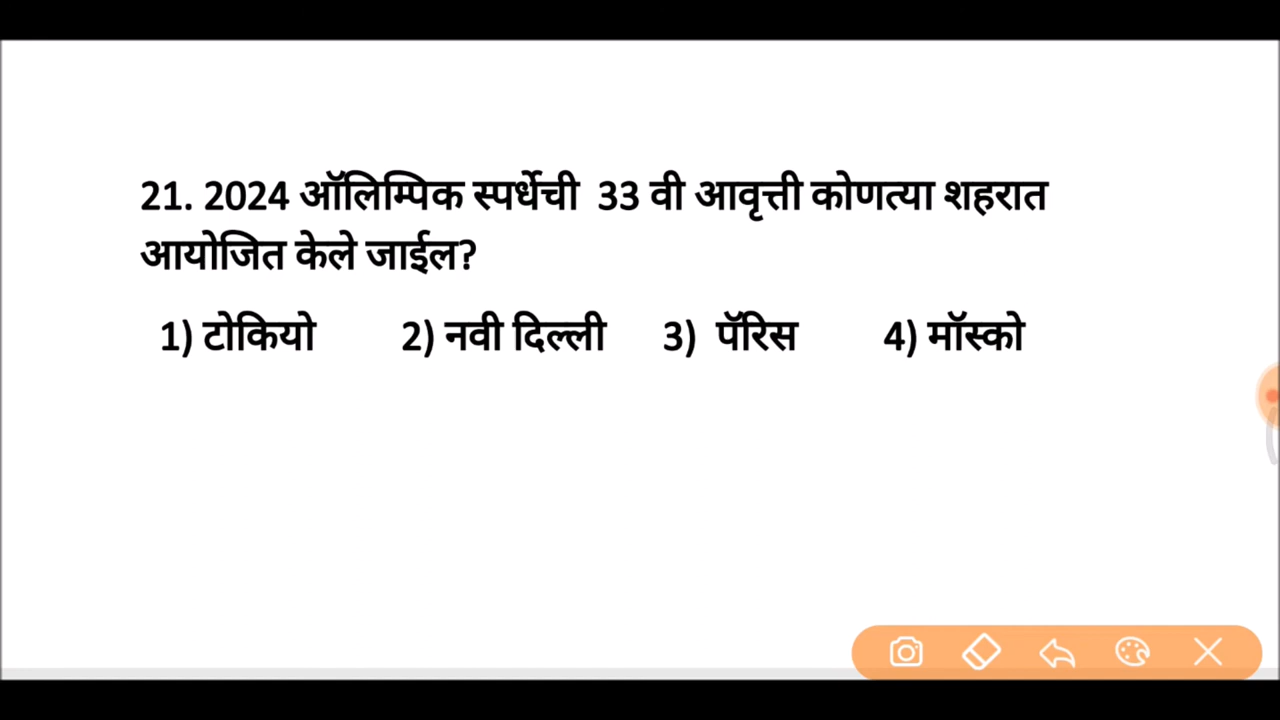 21. 2024 ऑलिम्पिक स्पर्धेची 33 वी आवृत्ती कोणत्या शहरात
आयोजित केले जाईल?
1) टोकियो 2) नवी दिल्ली 3) पॅरिस 4) मॉस्को